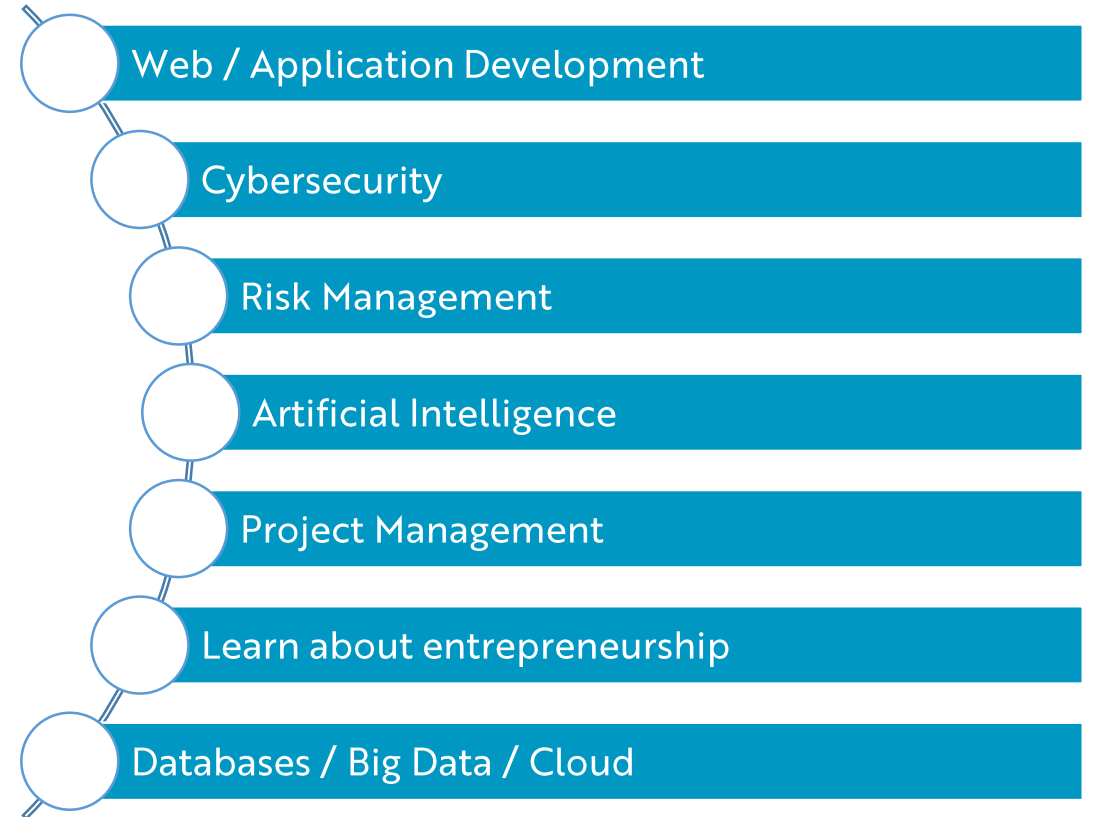 Web / Application Development
Cybersecurity
Risk Management
Artificial Intelligence
Project Management
Learn about entrepreneurship
Databases / Big Data / Cloud